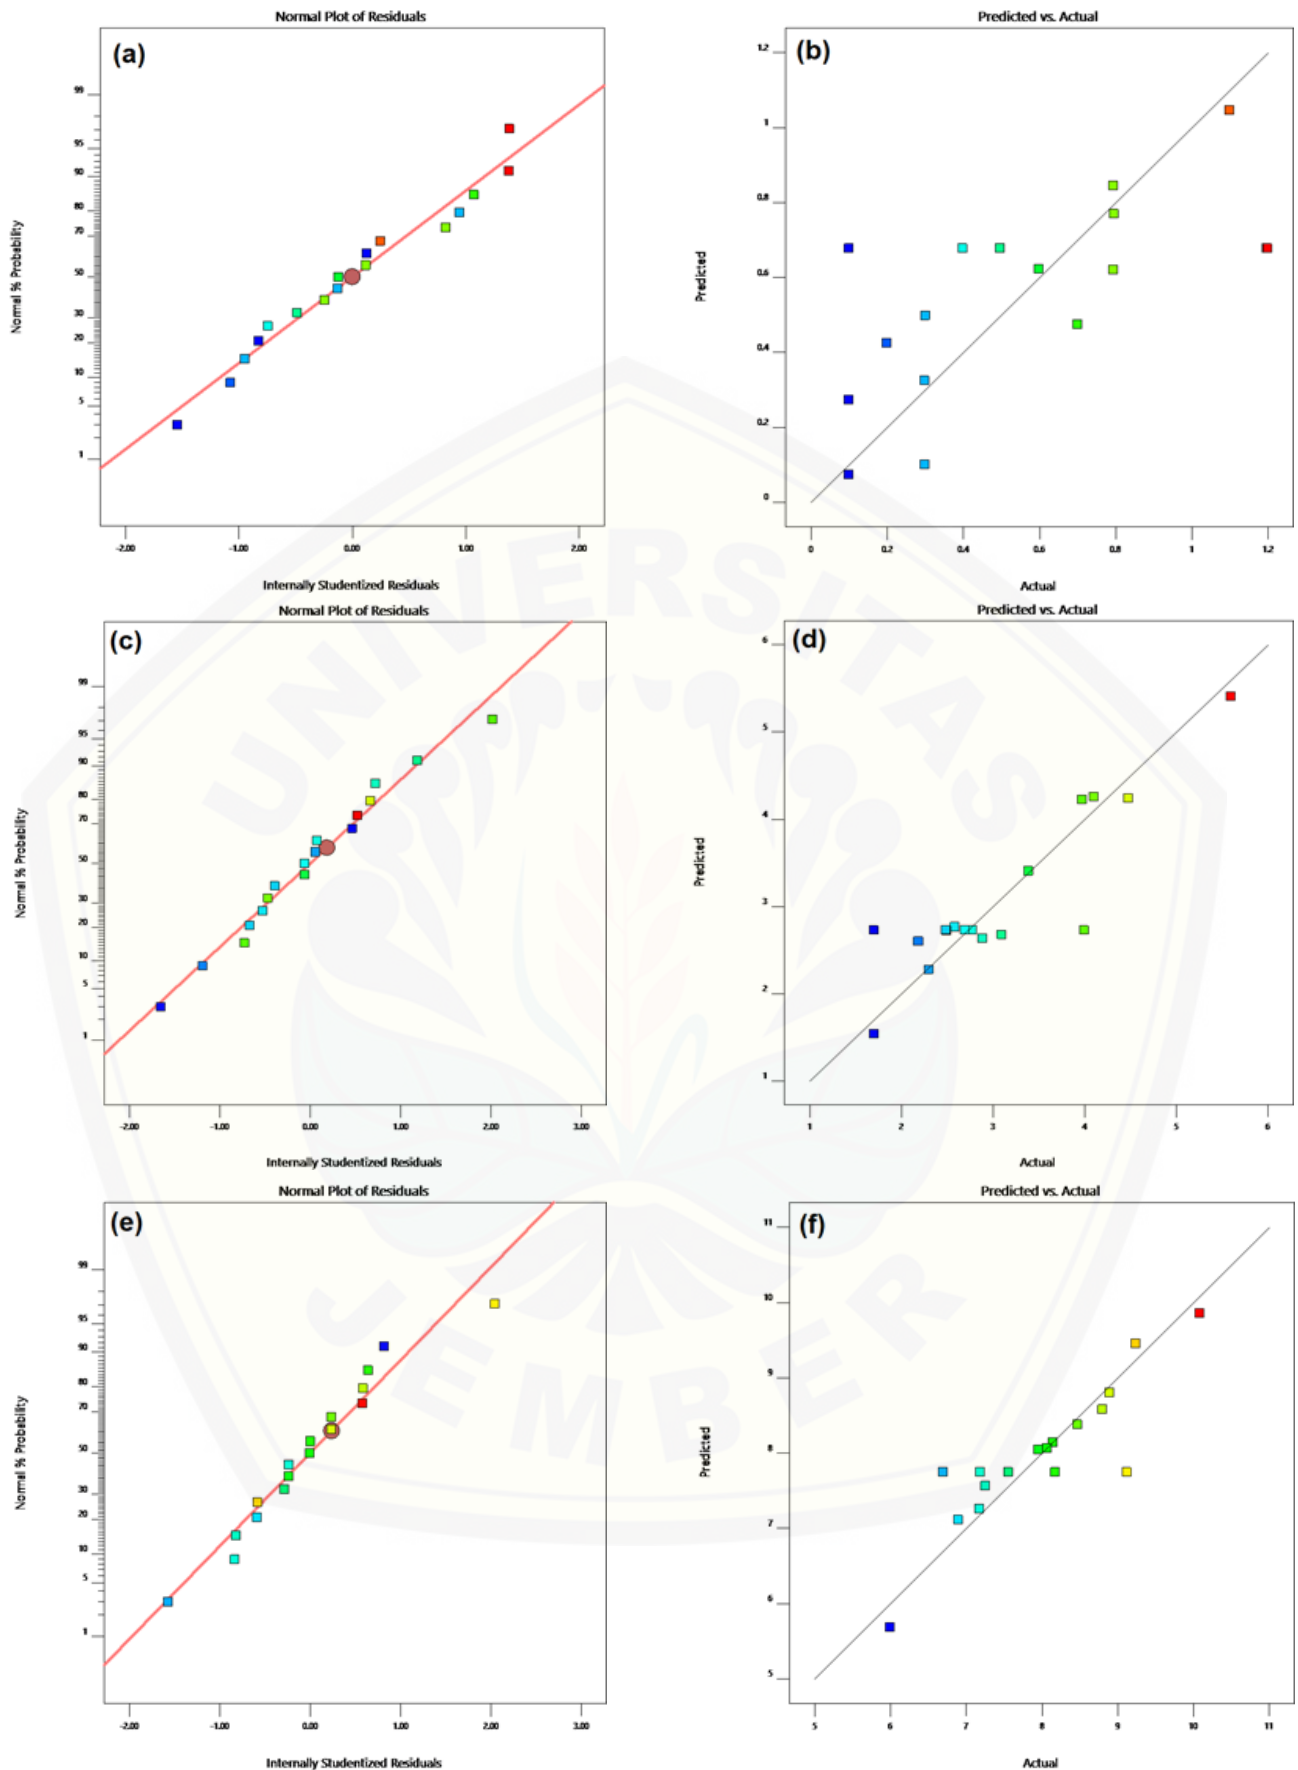 Normal Plot of Residuals
(a)
Normal % Probability
99
95
90
80
70
50
30
20
10
5
1
-2.00 -1.00 0.00 1.00 2.00
Internally Studentized Residuals
Predicted vs. Actual
(b)
Predicted
1.2
1
0.8
0.6
0.4
0.2
0
0 0.2 0.4 0.6 0.8 1 1.2
Actual
Normal Plot of Residuals
(c)
Normal % Probability
99
95
90
80
70
50
30
20
10
5
1
-2.00 -1.00 0.00 1.00 2.00 3.00
Internally Studentized Residuals
Predicted vs. Actual
(d)
Predicted
6
5
4
3
2
1
1 2 3 4 5 6
Actual
Normal Plot of Residuals
(e)
Normal % Probability
99
95
90
80
70
50
30
20
10
5
1
-2.00 -1.00 0.00 1.00 2.00 3.00
Internally Studentized Residuals
Predicted vs. Actual
(f)
Predicted
11
10
9
8
7
6
5
5 6 7 8 9 10 11
Actual
UNIVERSITAS
JEMBER